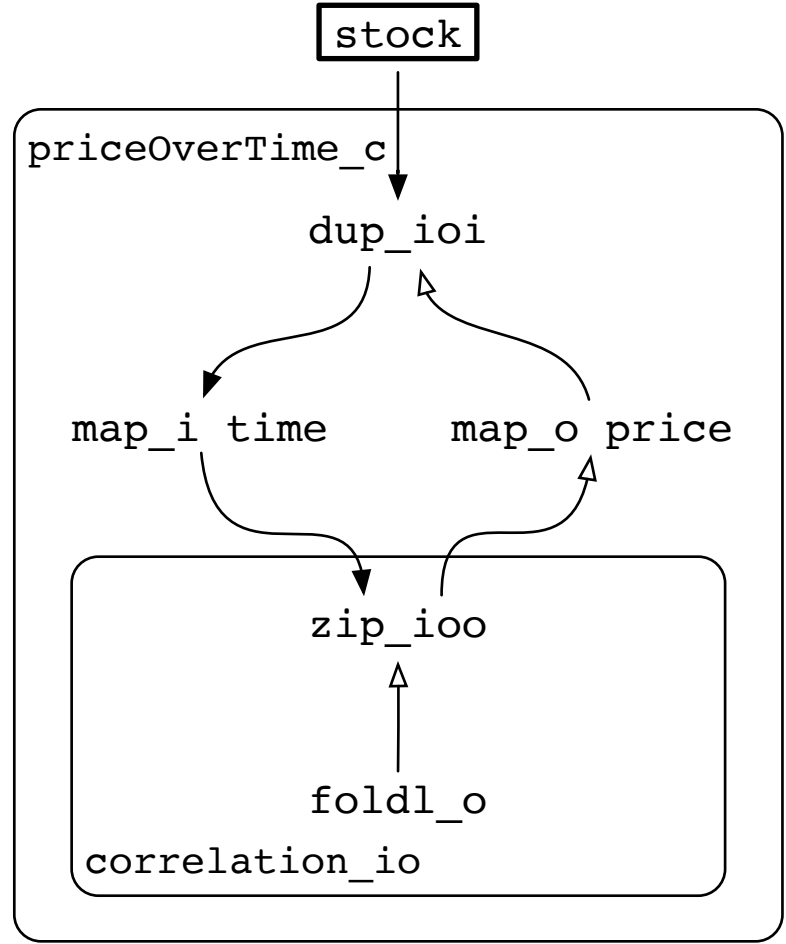 stock
priceOverTime_c
dup_ioi
map_i time
map_o price
zip_ioo
foldl_o
correlation_io